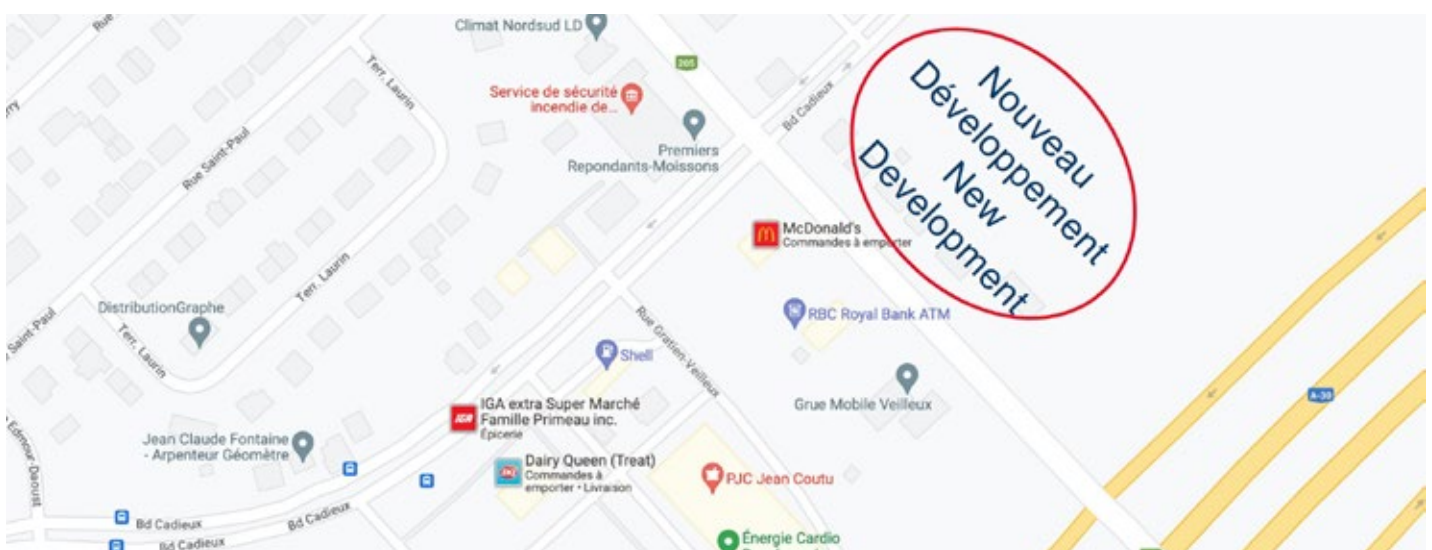 Rue
Climat Nordsud LD
Terr. Laurin
205
Nouveau
Développement
New
Development
Service de sécurité
incendie de...
Bd Cadieux
Premiers
Repondants-Moissons
Rue Saint-Paul
McDonald's
Commandes à emporter
Terr. Laurin
DistributionGraphe
RBC Royal Bank ATM
Rue Gratien-Veilleux
Saint-Paul
Terr. Laurin
Shell
A-30
IGA extra Super Marché
Famille Primeau inc.
Épicerie
IGA
Grue Mobile Veilleux
Jean Claude Fontaine
- Arpenteur Géomètre
Dairy Queen (Treat)
Commandes à
emporter • Livraison
DQ
PJC Jean Coutu
Edmour-Daoust
Bd Cadieux
Bd Cadieux
Bd Cadieux
Énergie Cardio